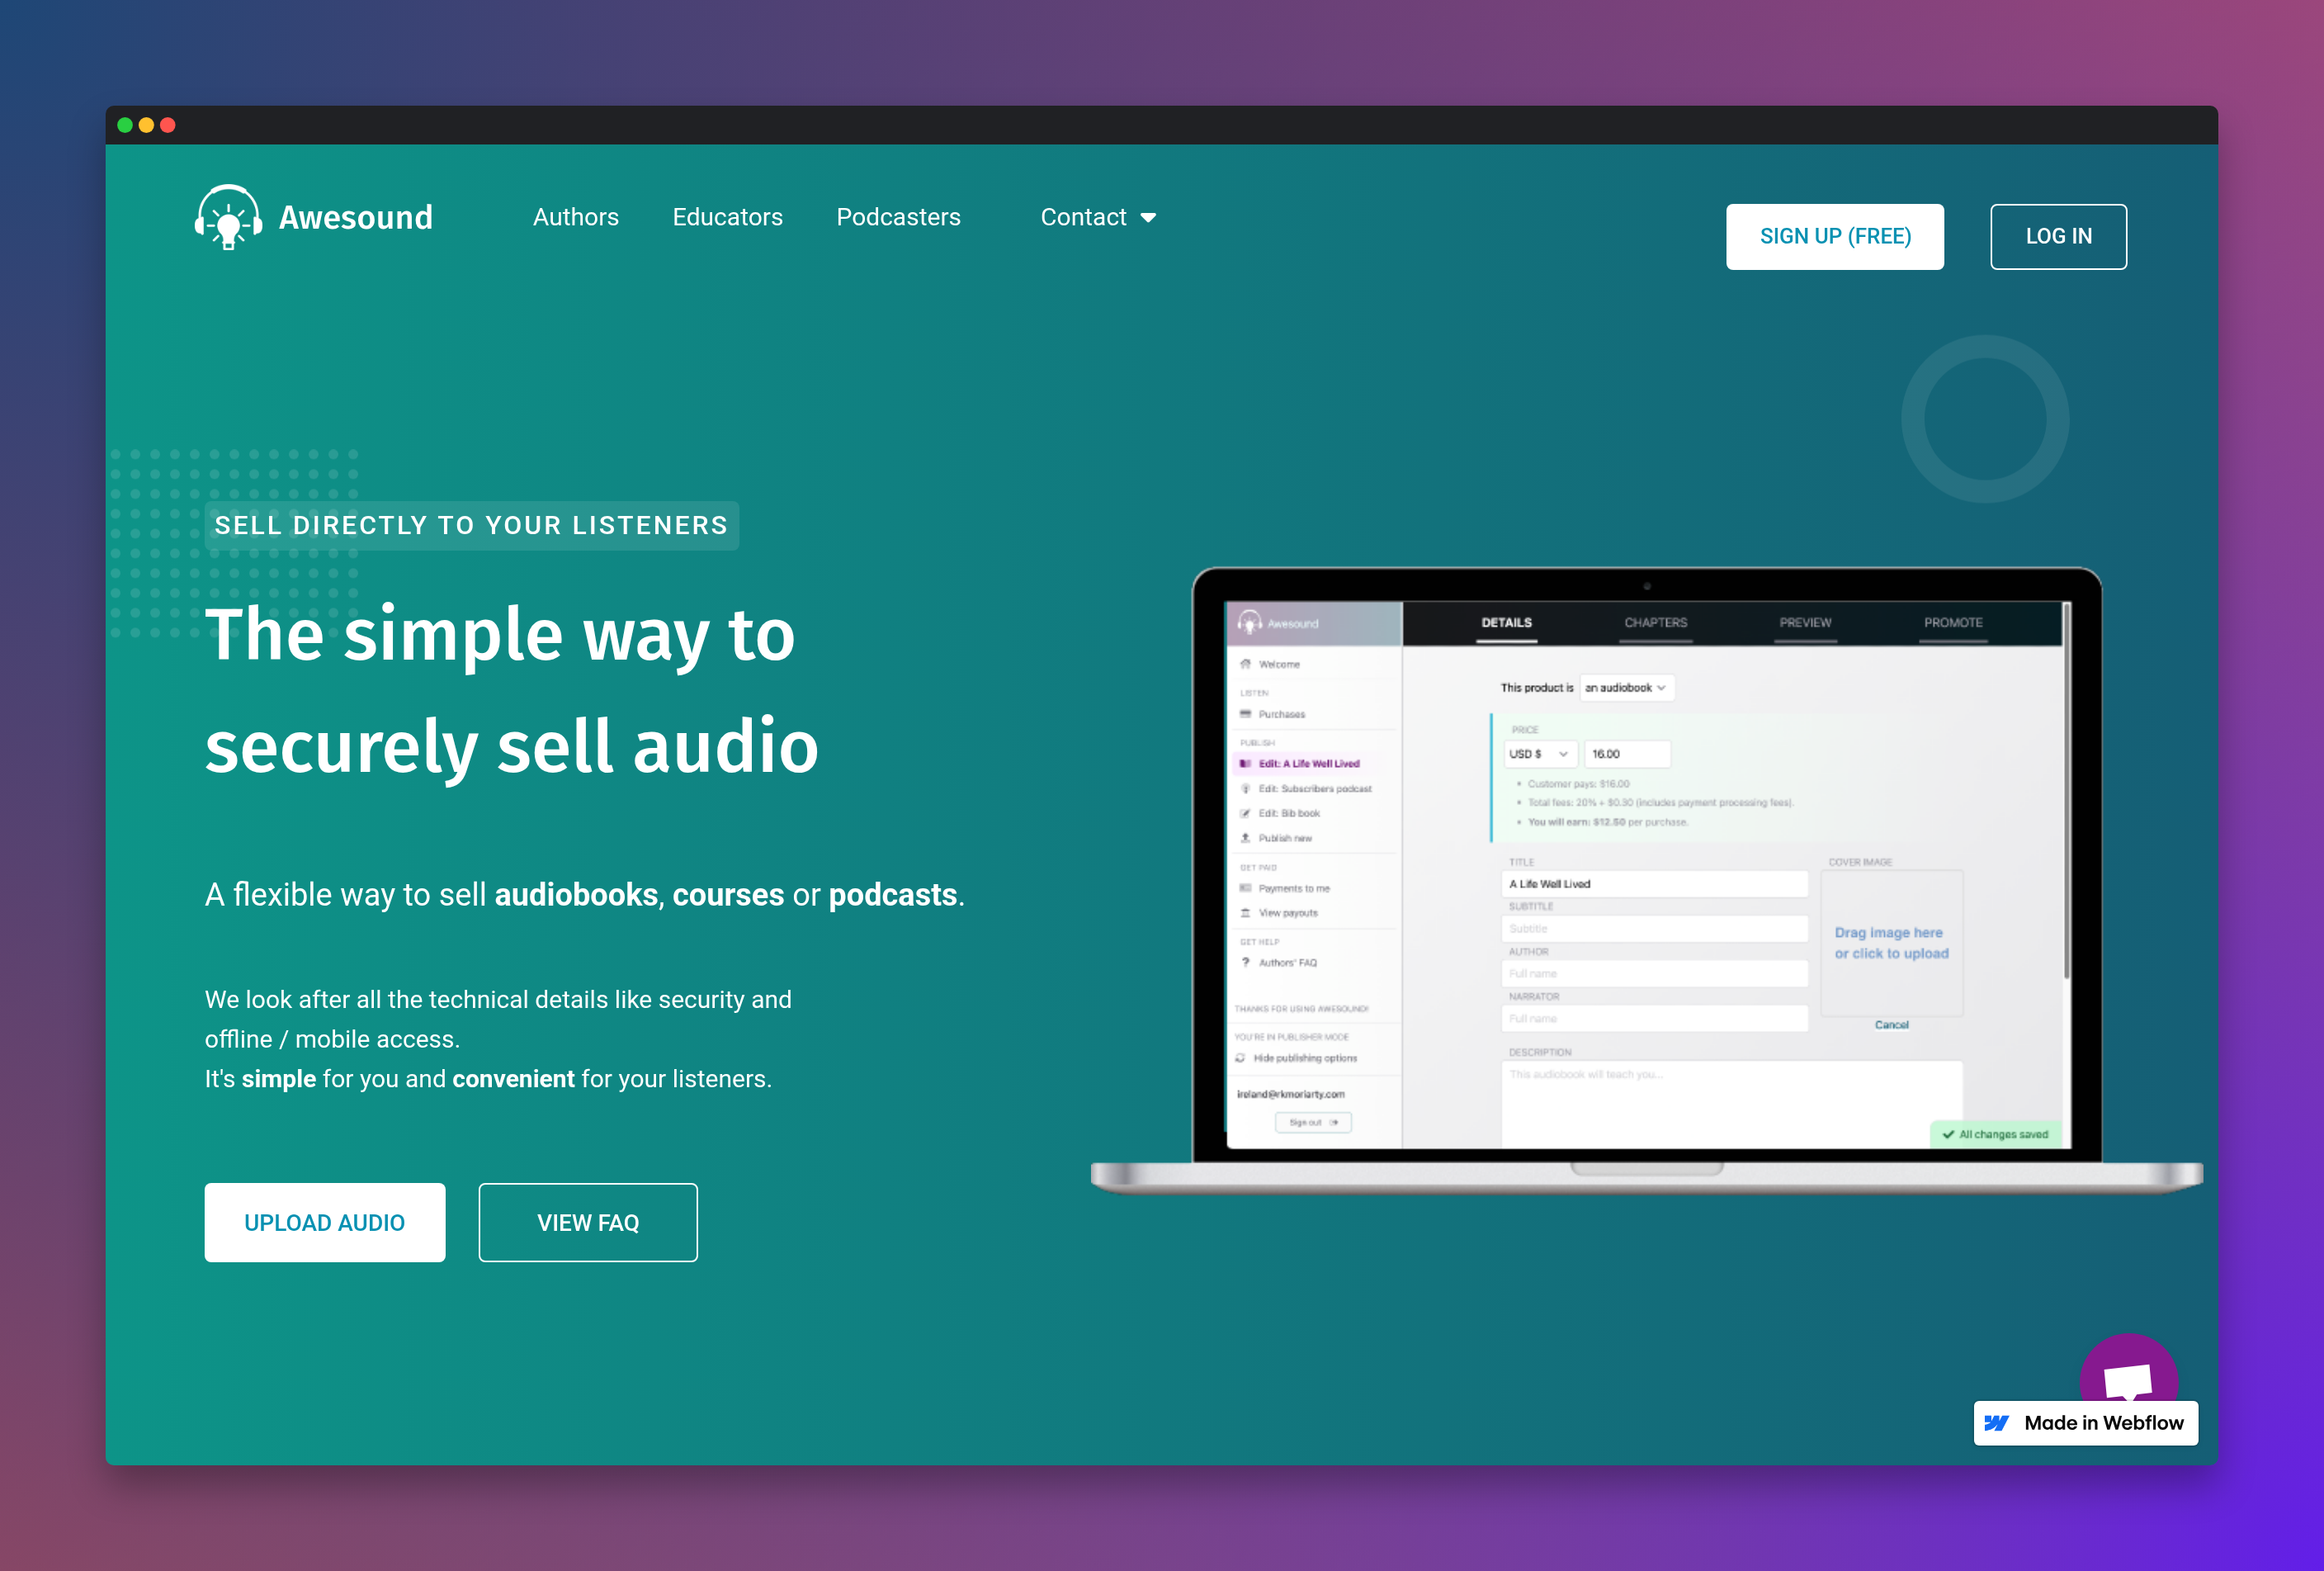 Awesound
Authors
Educators
Podcasters
Contact
SIGN UP (FREE)
LOG IN
SELL DIRECTLY TO YOUR LISTENERS
The simple way to
securely sell audio
A flexible way to sell audiobooks, courses or podcasts.
We look after all the technical details like security and
offline / mobile access.
It's simple for you and convenient for your listeners.
UPLOAD AUDIO
VIEW FAQ
Awesound
Welcome
LISTEN
Purchases
PUBLISH
Edit: A Life Well Lived
Edit: Subscribers podcast
Edit: Bib book
Publish new
GET PAID
Payments to me
View payouts
GET HELP
? Authors' FAQ
THANKS FOR USING AWESOUND!
YOU'RE IN PUBLISHER MODE
Hide publishing options
ireland@rkmoriarty.com
Sign out
DETAILS
CHAPTERS
PREVIEW
PROMOTE
This product is an audiobook
PRICE
USD $
16.00
• Customer pays: $16.00
• Total fees: 20% + $0.30 (includes payment processing fees).
• You will earn: $12.50 per purchase.
TITLE
A Life Well Lived
SUBTITLE
Subtitle
AUTHOR
Full name
NARRATOR
Full name
COVER IMAGE
Drag image here
or click to upload
Cancel
DESCRIPTION
This audiobook will teach you...
All changes saved
Made in Webflow